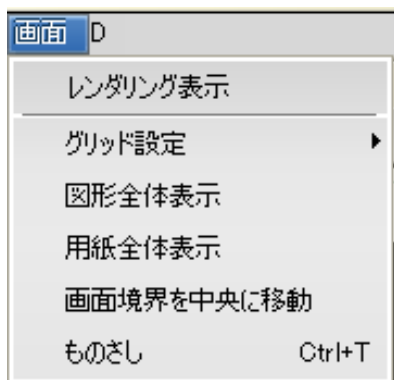 画面 D
レンダリング表示
グリッド設定
図形全体表示
用紙全体表示
画面境界を中央に移動
ものさし Ctrl+T